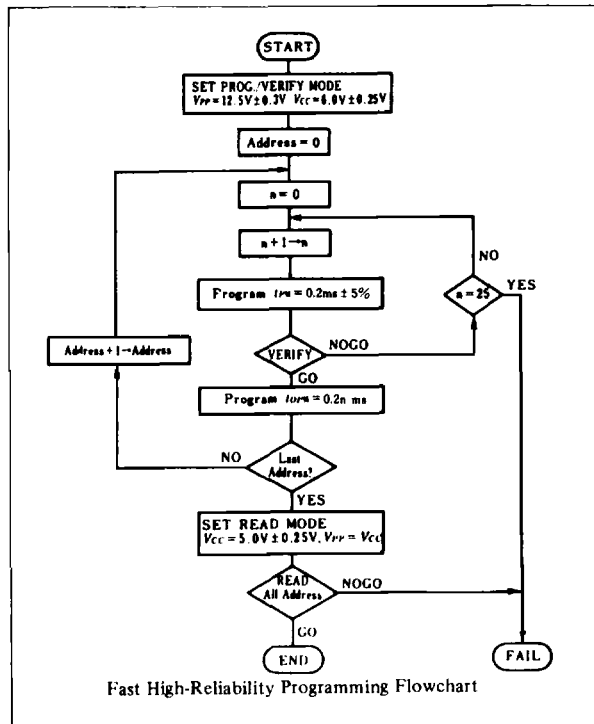 START
SET PROG./VERIFY MODE
VPP=12.5V±0.3V VCC=6.0V±0.25V
Address = 0
n = 0
n + 1→n
NO
YES
n = 25
Program tPW = 0.2ms ± 5%
Address + 1→Address
VERIFY
NOGO
GO
Program tOPW = 0.2n ms
NO
Last
Address?
YES
SET READ MODE
VCC = 5.0V±0.25V, VPP = VCC
READ
All Address
NOGO
GO
END
FAIL
Fast High-Reliability Programming Flowchart